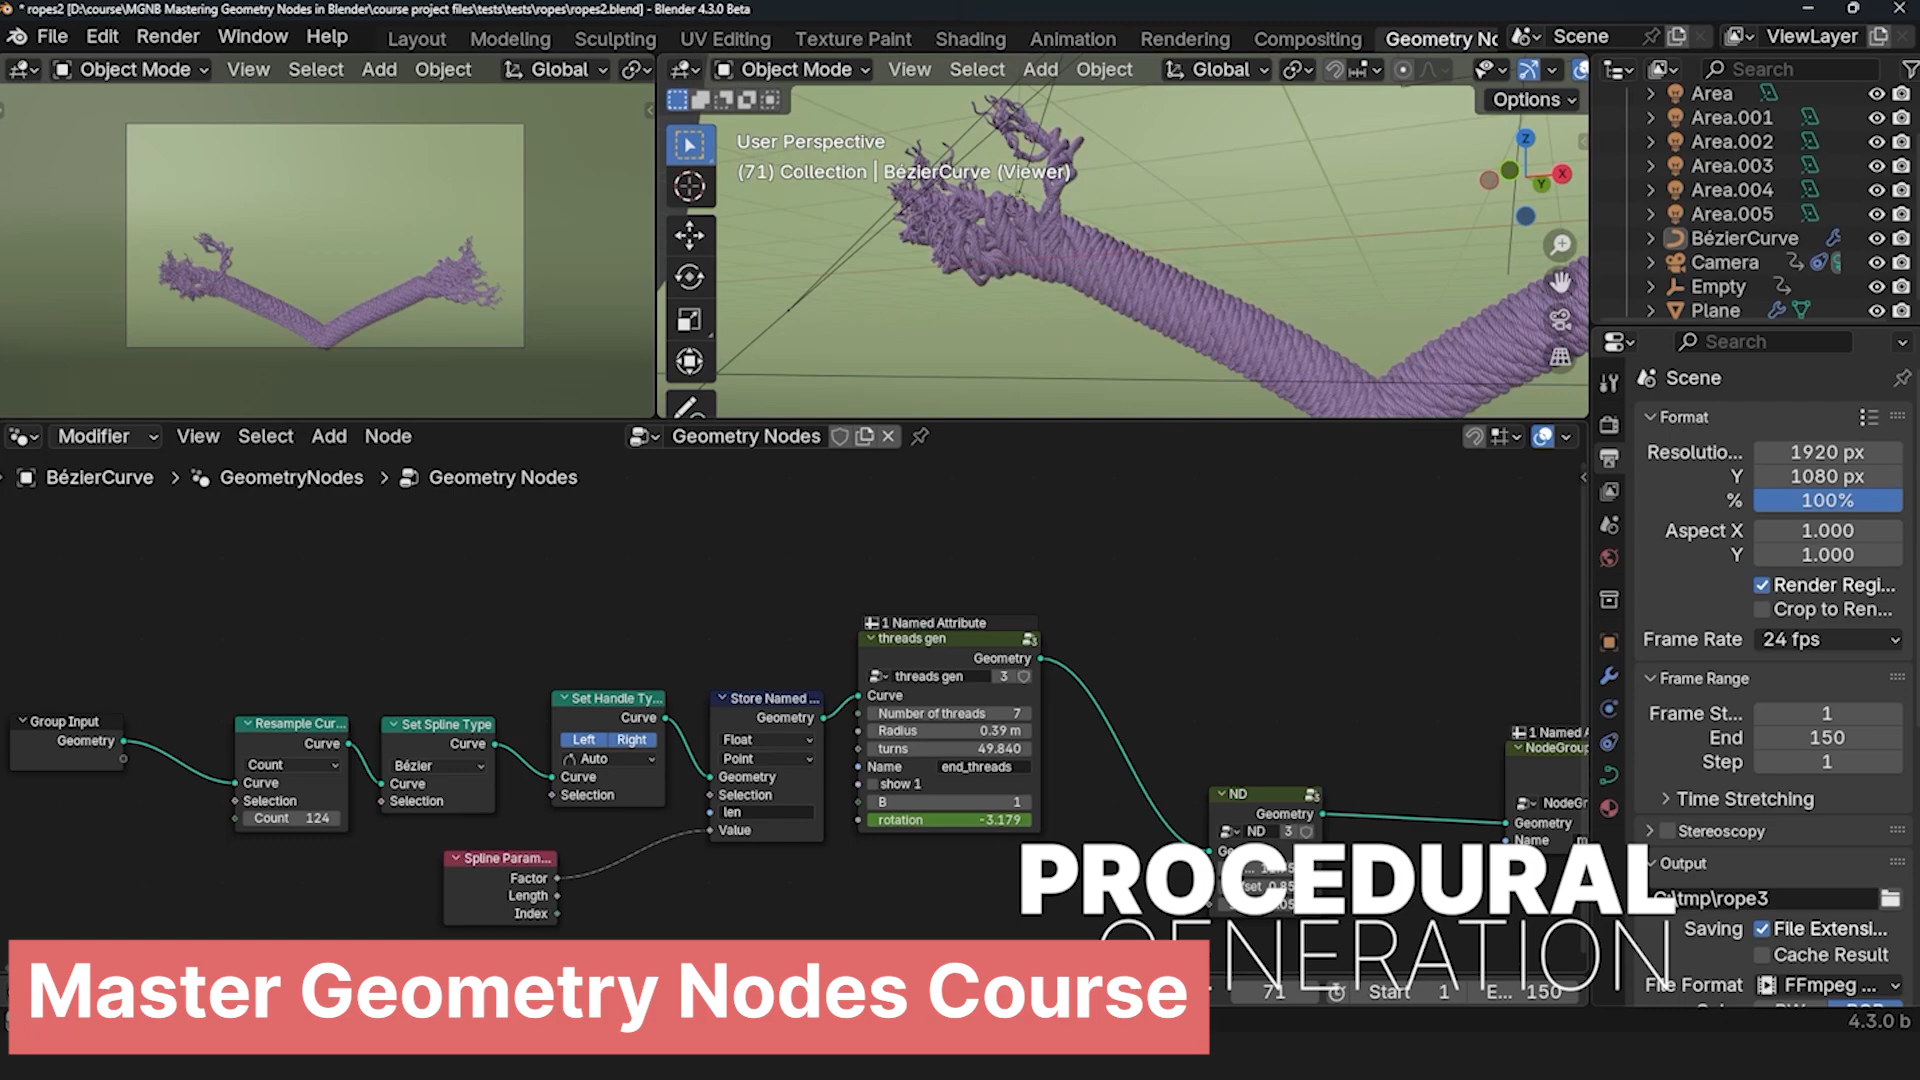 * ropes2 [D:\course\MGNB Mastering Geometry Nodes in Blender\course project files\tests\tests\ropes\ropes2.blend] - Blender 4.3.0 Beta
File Edit Render Window Help Layout Modeling Sculpting UV Editing Texture Paint Shading Animation Rendering Compositing Geometry Nc Scene ViewLayer
Object Mode View Select Add Object Global
Object Mode View Select Add Object Global
Options
User Perspective
(71) Collection | BézierCurve (Viewer)
Z
X
Y
Search
Area
Area.001
Area.002
Area.003
Area.004
Area.005
BézierCurve
Camera
Empty
Plane
Search
Scene
Format
Resolutio... 1920 px
Y 1080 px
% 100%
Aspect X 1.000
Y 1.000
Render Regi...
Crop to Ren...
Frame Rate 24 fps
Frame Range
Frame St... 1
End 150
Step 1
Time Stretching
Stereoscopy
Output
tmp\rope3
Saving File Extensi...
Cache Result
File Format FFmpeg ...
4.3.0 b
Modifier View Select Add Node Geometry Nodes
BézierCurve > GeometryNodes > Geometry Nodes
Group Input
Geometry
Resample Cur...
Curve
Count
Curve
Selection
Count 124
Set Spline Type
Curve
Bézier
Curve
Selection
Set Handle Ty...
Curve
Left Right
Auto
Curve
Selection
Spline Param...
Factor
Length
Index
Store Named ...
Geometry
Float
Point
Geometry
Selection
len
Value
1 Named Attribute
threads gen
Geometry
threads gen 3
Curve
Number of threads 7
Radius 0.39 m
turns 49.840
Name end_threads
show 1
B 1
rotation -3.179
ND
Geometry
ND 3
1 Named A
NodeGroup
NodeGr
Geometry
Name
PROCEDURAL
GENERATION
71 Start 1 E... 150
Master Geometry Nodes Course